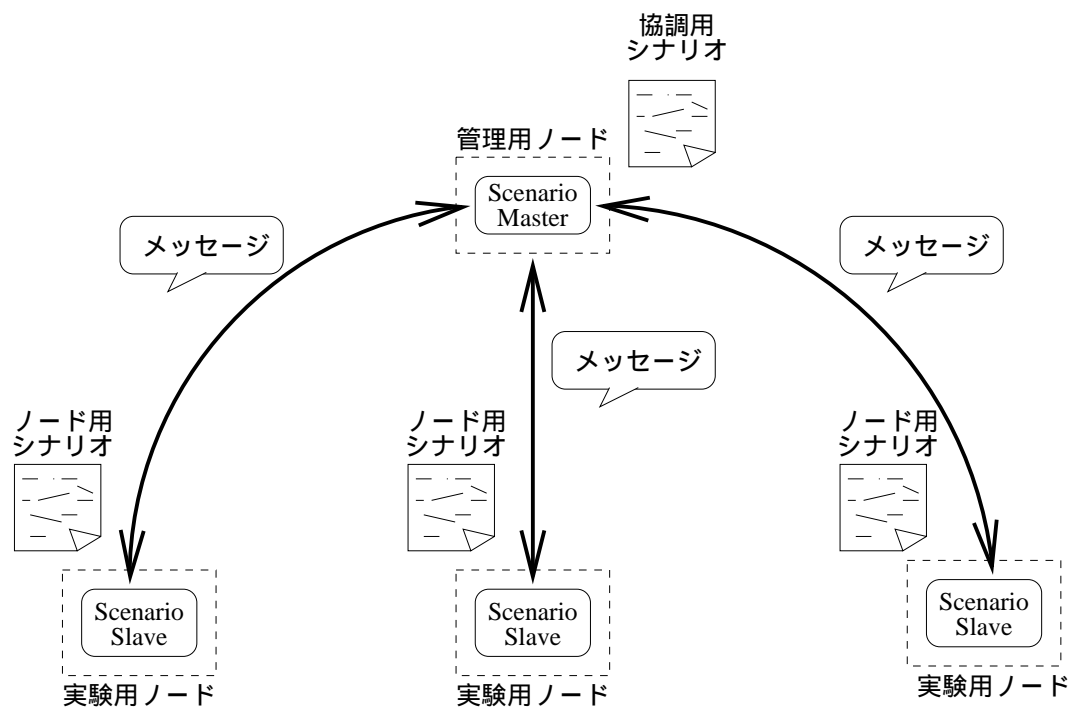 協調用
シナリオ
管理用ノード
Scenario
Master
メッセージ
メッセージ
メッセージ
ノード用
シナリオ
ノード用
シナリオ
ノード用
シナリオ
Scenario
Slave
実験用ノード
Scenario
Slave
実験用ノード
Scenario
Slave
実験用ノード